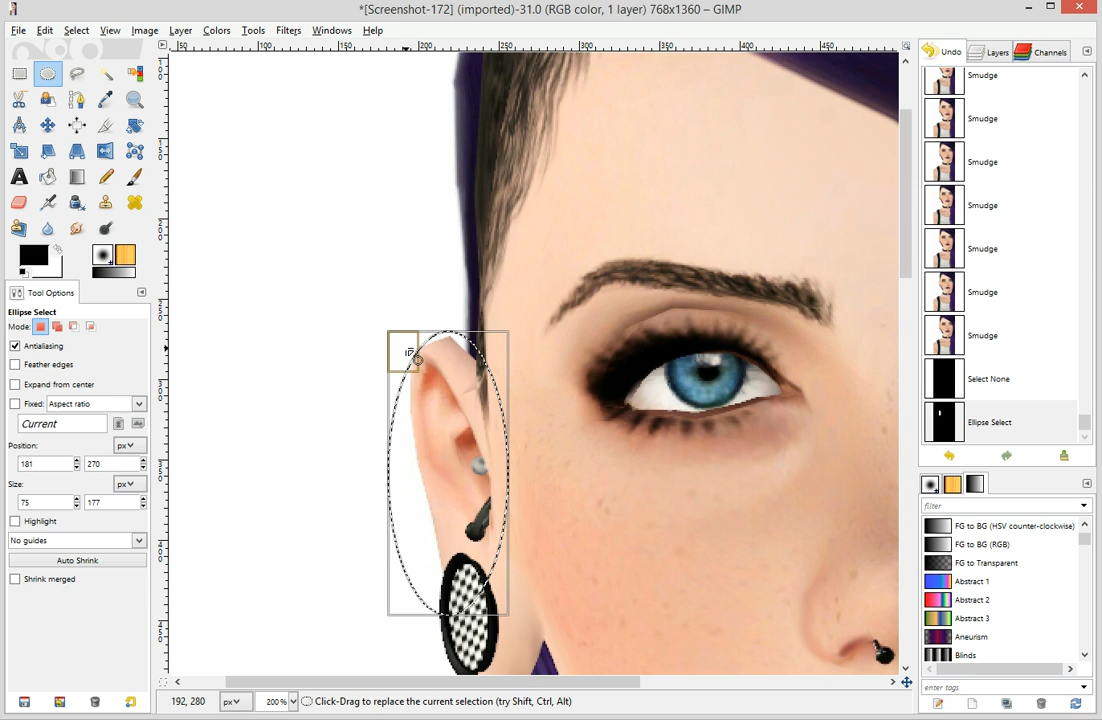 *[Screenshot-172] (imported)-31.0 (RGB color, 1 layer) 768x1360 – GIMP
File Edit Select View Image Layer Colors Tools Filters Windows Help
50 100 150 200 250 300 350 400 450
Undo Layers Channels
Smudge
Smudge
Smudge
Smudge
Smudge
Smudge
Smudge
Select None
Ellipse Select
Tool Options
Ellipse Select
Mode:
Antialiasing
Feather edges
Expand from center
Fixed: Aspect ratio
Current
Position: px
181 270
Size: px
75 177
Highlight
No guides
Auto Shrink
Shrink merged
filter
FG to BG (HSV counter-clockwise)
FG to BG (RGB)
FG to Transparent
Abstract 1
Abstract 2
Abstract 3
Aneurism
Blinds
enter tags
192, 280 px 200 % Click-Drag to replace the current selection (try Shift, Ctrl, Alt)